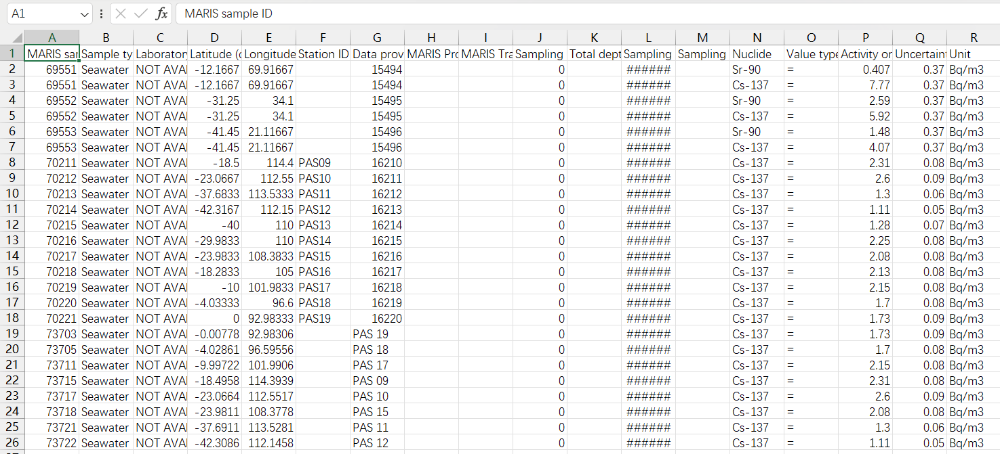 A1 fx MARIS sample ID
A B C D E F G H I J K L M N O P Q R
1 MARIS sar Sample ty Laborator Latitude (c Longitude Station ID Data prov MARIS Pro MARIS Tra Sampling Total dept Sampling Sampling Nuclide Value type Activity or Uncertain Unit
2 69551 Seawater NOT AVAI -12.1667 69.91667 15494 0 ###### Sr-90 = 0.407 0.37 Bq/m3
3 69551 Seawater NOT AVAI -12.1667 69.91667 15494 0 ###### Cs-137 = 7.77 0.37 Bq/m3
4 69552 Seawater NOT AVAI -31.25 34.1 15495 0 ###### Sr-90 = 2.59 0.37 Bq/m3
5 69552 Seawater NOT AVAI -31.25 34.1 15495 0 ###### Cs-137 = 5.92 0.37 Bq/m3
6 69553 Seawater NOT AVAI -41.45 21.11667 15496 0 ###### Sr-90 = 1.48 0.37 Bq/m3
7 69553 Seawater NOT AVAI -41.45 21.11667 15496 0 ###### Cs-137 = 4.07 0.37 Bq/m3
8 70211 Seawater NOT AVAI -18.5 114.4 PAS09 16210 0 ###### Cs-137 = 2.31 0.08 Bq/m3
9 70212 Seawater NOT AVAI -23.0667 112.55 PAS10 16211 0 ###### Cs-137 = 2.6 0.09 Bq/m3
10 70213 Seawater NOT AVAI -37.6833 113.5333 PAS11 16212 0 ###### Cs-137 = 1.3 0.06 Bq/m3
11 70214 Seawater NOT AVAI -42.3167 112.15 PAS12 16213 0 ###### Cs-137 = 1.11 0.05 Bq/m3
12 70215 Seawater NOT AVAI -40 110 PAS13 16214 0 ###### Cs-137 = 1.28 0.07 Bq/m3
13 70216 Seawater NOT AVAI -29.9833 110 PAS14 16215 0 ###### Cs-137 = 2.25 0.08 Bq/m3
14 70217 Seawater NOT AVAI -23.9833 108.3833 PAS15 16216 0 ###### Cs-137 = 2.08 0.08 Bq/m3
15 70218 Seawater NOT AVAI -18.2833 105 PAS16 16217 0 ###### Cs-137 = 2.13 0.08 Bq/m3
16 70219 Seawater NOT AVAI -10 101.9833 PAS17 16218 0 ###### Cs-137 = 2.15 0.08 Bq/m3
17 70220 Seawater NOT AVAI -4.03333 96.6 PAS18 16219 0 ###### Cs-137 = 1.7 0.08 Bq/m3
18 70221 Seawater NOT AVAI 0 92.98333 PAS19 16220 0 ###### Cs-137 = 1.73 0.09 Bq/m3
19 73703 Seawater NOT AVAI -0.00778 92.98306 PAS 19 0 ###### Cs-137 = 1.73 0.09 Bq/m3
20 73705 Seawater NOT AVAI -4.02861 96.59556 PAS 18 0 ###### Cs-137 = 1.7 0.08 Bq/m3
21 73711 Seawater NOT AVAI -9.99722 101.9906 PAS 17 0 ###### Cs-137 = 2.15 0.08 Bq/m3
22 73715 Seawater NOT AVAI -18.4958 114.3939 PAS 09 0 ###### Cs-137 = 2.31 0.08 Bq/m3
23 73717 Seawater NOT AVAI -23.0664 112.5517 PAS 10 0 ###### Cs-137 = 2.6 0.09 Bq/m3
24 73718 Seawater NOT AVAI -23.9811 108.3778 PAS 15 0 ###### Cs-137 = 2.08 0.08 Bq/m3
25 73721 Seawater NOT AVAI -37.6911 113.5281 PAS 11 0 ###### Cs-137 = 1.3 0.06 Bq/m3
26 73722 Seawater NOT AVAI -42.3086 112.1458 PAS 12 0 ###### Cs-137 = 1.11 0.05 Bq/m3